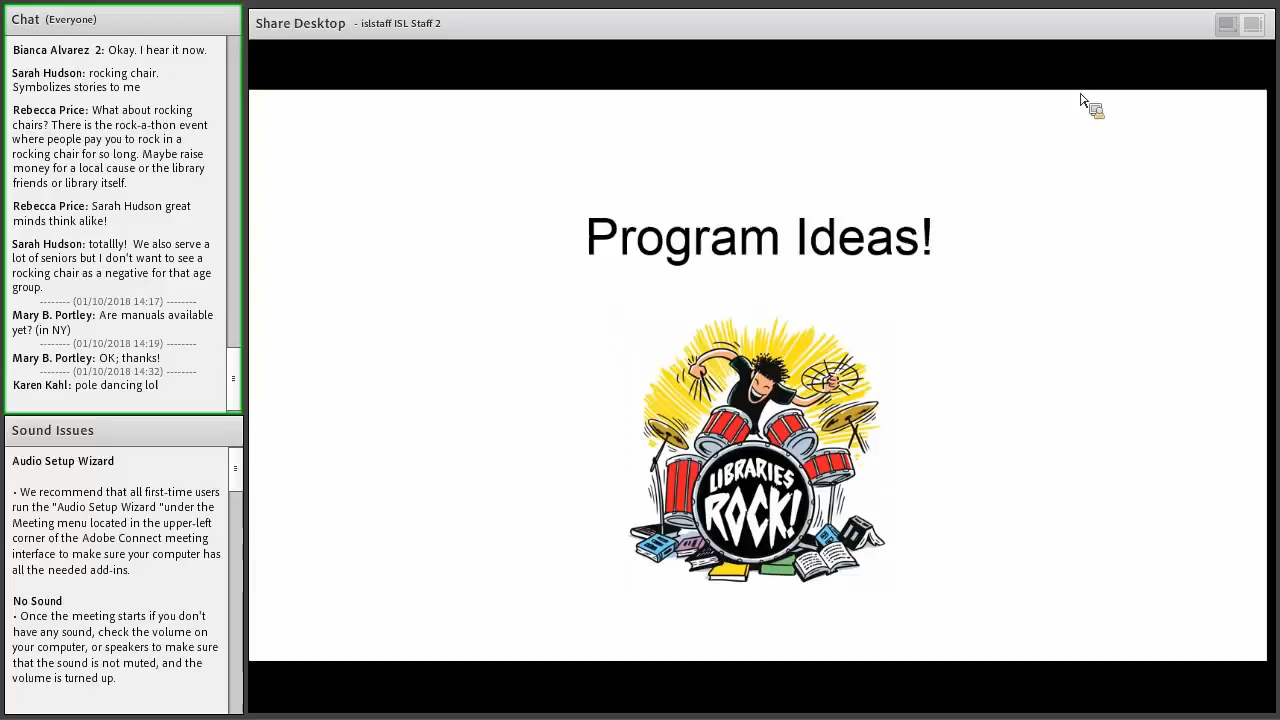 Chat (Everyone)
Bianca Alvarez 2: Okay. I hear it now.
Sarah Hudson: rocking chair.
Symbolizes stories to me
Rebecca Price: What about rocking
chairs? There is the rock-a-thon event
where people pay you to rock in a
rocking chair for so long. Maybe raise
money for a local cause or the library
friends or library itself.
Rebecca Price: Sarah Hudson great
minds think alike!
Sarah Hudson: totallly! We also serve a
lot of seniors but I don't want to see a
rocking chair as a negative for that age
group.
-------- (01/10/2018 14:17) --------
Mary B. Portley: Are manuals available
yet? (in NY)
-------- (01/10/2018 14:19) --------
Mary B. Portley: OK; thanks!
-------- (01/10/2018 14:32) --------
Karen Kahl: pole dancing lol
Sound Issues
Audio Setup Wizard
• We recommend that all first-time users
run the "Audio Setup Wizard "under the
Meeting menu located in the upper-left
corner of the Adobe Connect meeting
interface to make sure your computer has
all the needed add-ins.
No Sound
• Once the meeting starts if you don't
have any sound, check the volume on
your computer, or speakers to make sure
that the sound is not muted, and the
volume is turned up.
Share Desktop - islstaff ISL Staff 2
Program Ideas!
LIBRARIES
ROCK!